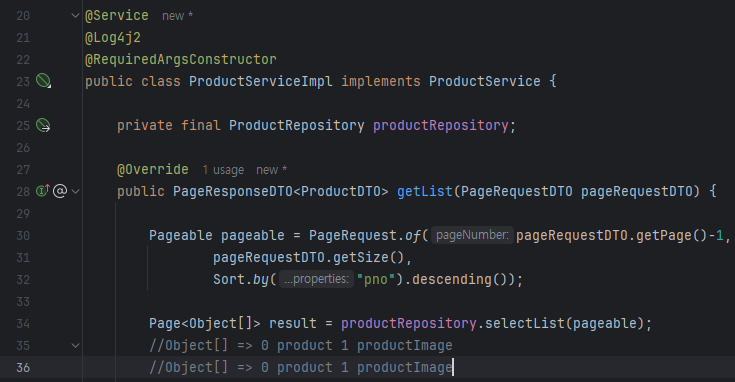 20 @Service new *
21 @Log4j2
22 @RequiredArgsConstructor
23 public class ProductServiceImpl implements ProductService {
24
25 private final ProductRepository productRepository;
26
27 @Override 1 usage new *
28 public PageResponseDTO<ProductDTO> getList(PageRequestDTO pageRequestDTO) {
29
30 Pageable pageable = PageRequest.of( pageNumber: pageRequestDTO.getPage()-1,
31 pageRequestDTO.getSize(),
32 Sort.by( ...properties: "pno").descending());
33
34 Page<Object[]> result = productRepository.selectList(pageable);
35 //Object[] => 0 product 1 productImage
36 //Object[] => 0 product 1 productImage